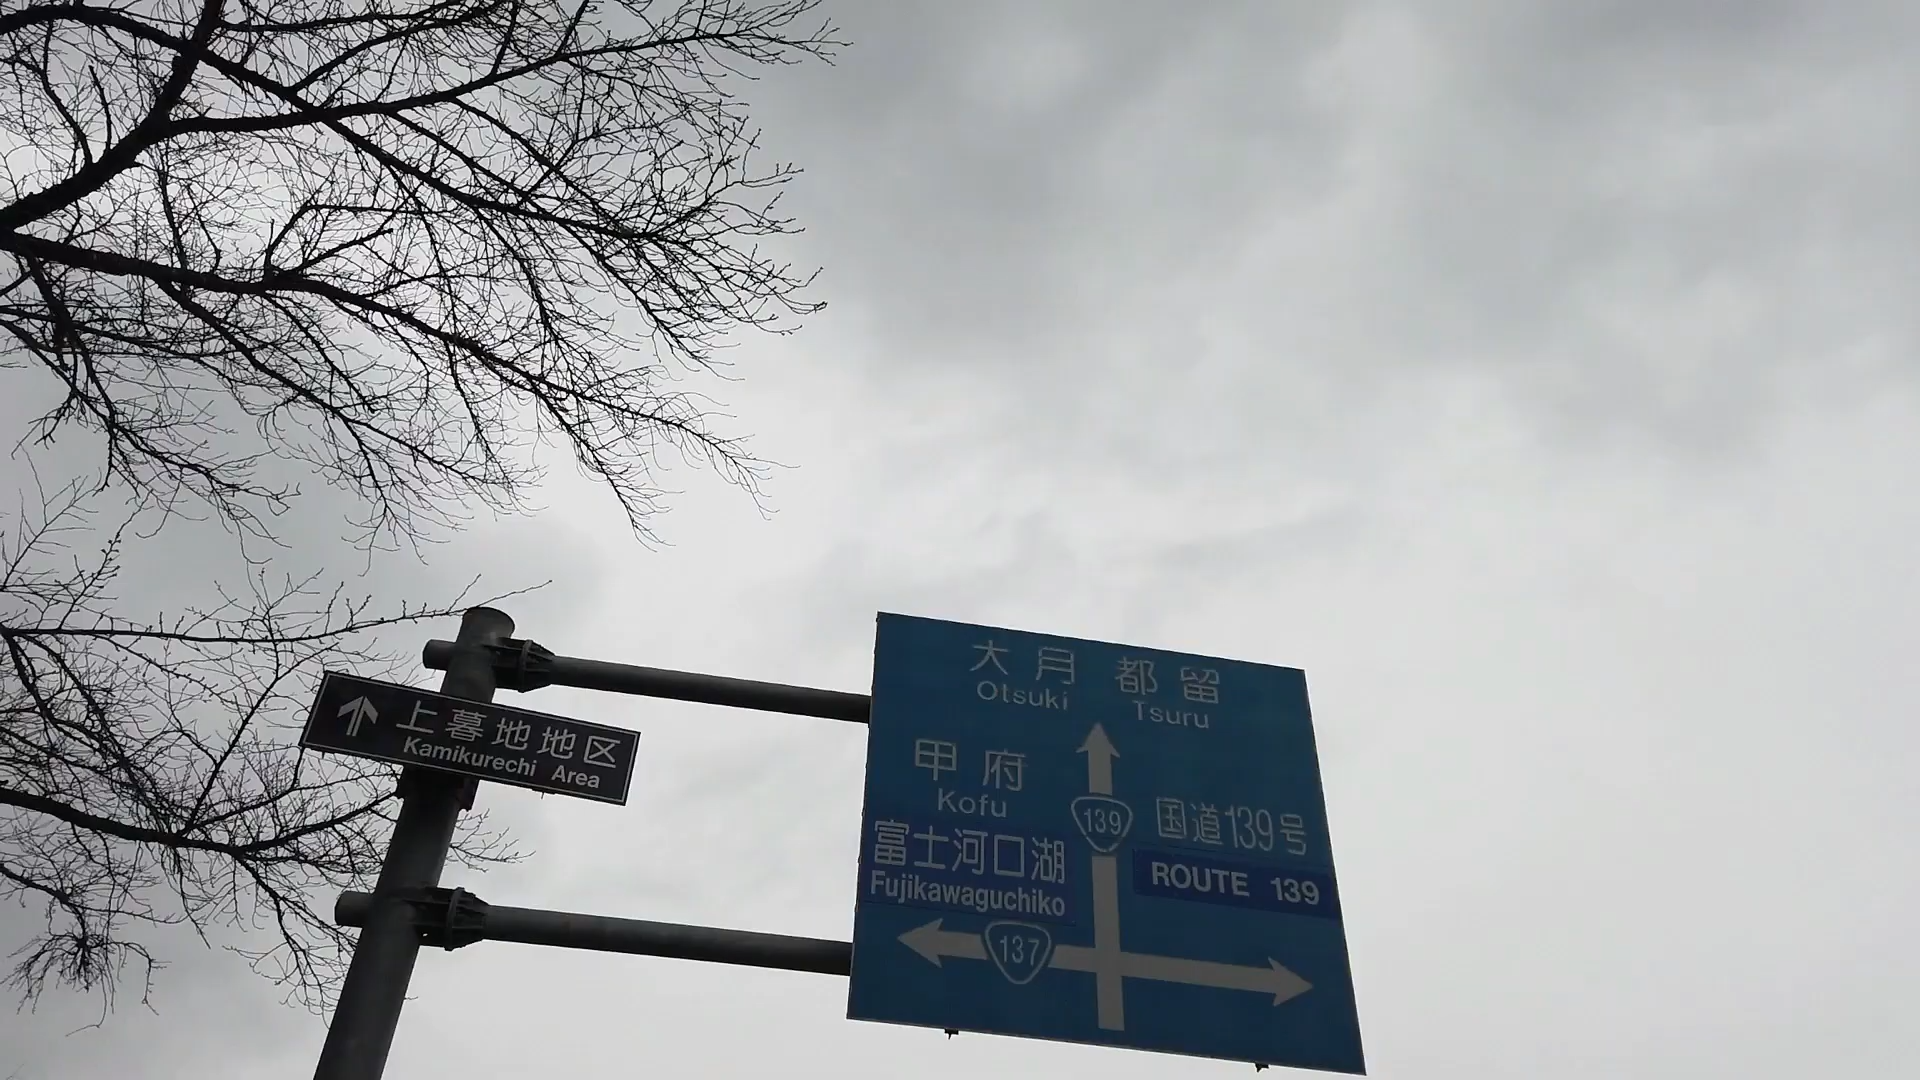 上暮地地区
Kamikurechi Area
大月 都留
Otsuki Tsuru
甲府
Kofu
富士河口湖
Fujikawaguchiko
139
国道139号
ROUTE 139
137